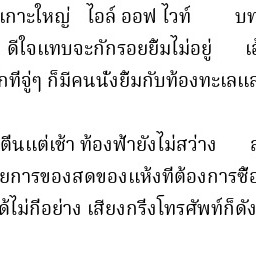 เกาะใหญ่ ไอล์ ออฟ ไวท์ บท
ดีใจแทบจะกักรอยยิ้มไม่อยู่
กที่จู่ๆ ก็มีคนนั่งยิ้มกับท้องทะเลแล
ตื่นแต่เช้า ท้องฟ้ายังไม่สว่าง
ยการของสดของแห้งที่ต้องการซื้อ
ด้ไม่กี่อย่าง เสียงกริ่งโทรศัพท์ก็ดัง